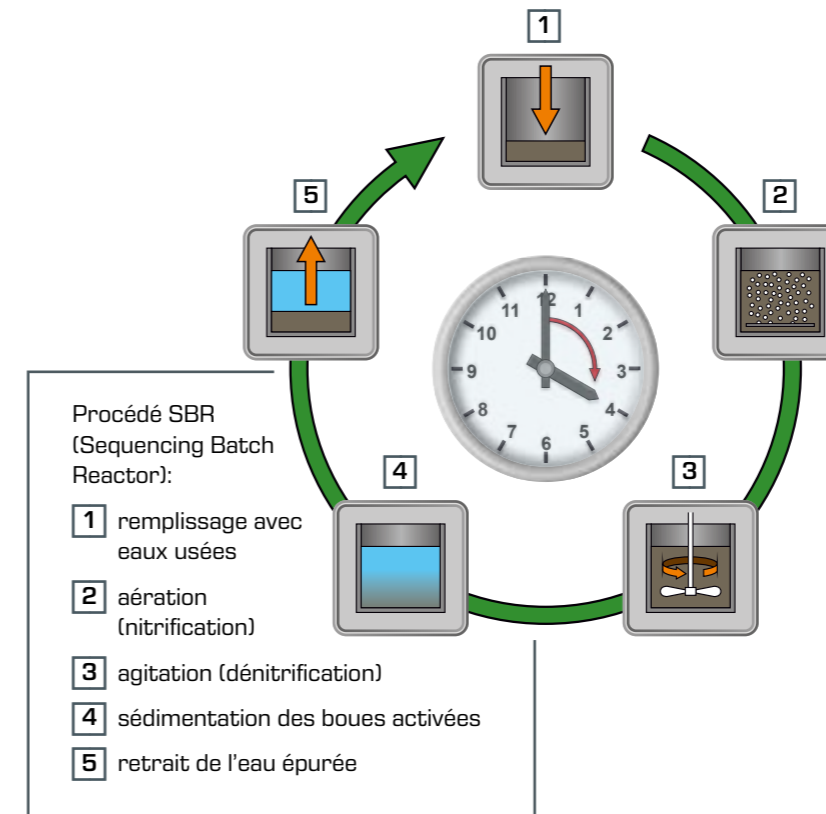 1
5
2
12
11
1
10
2
9
3
8
4
7
5
6
4
3
Procédé SBR
(Sequencing Batch
Reactor):
1 remplissage avec
eaux usées
2 aération
(nitrification)
3 agitation (dénitrification)
4 sédimentation des boues activées
5 retrait de l'eau épurée